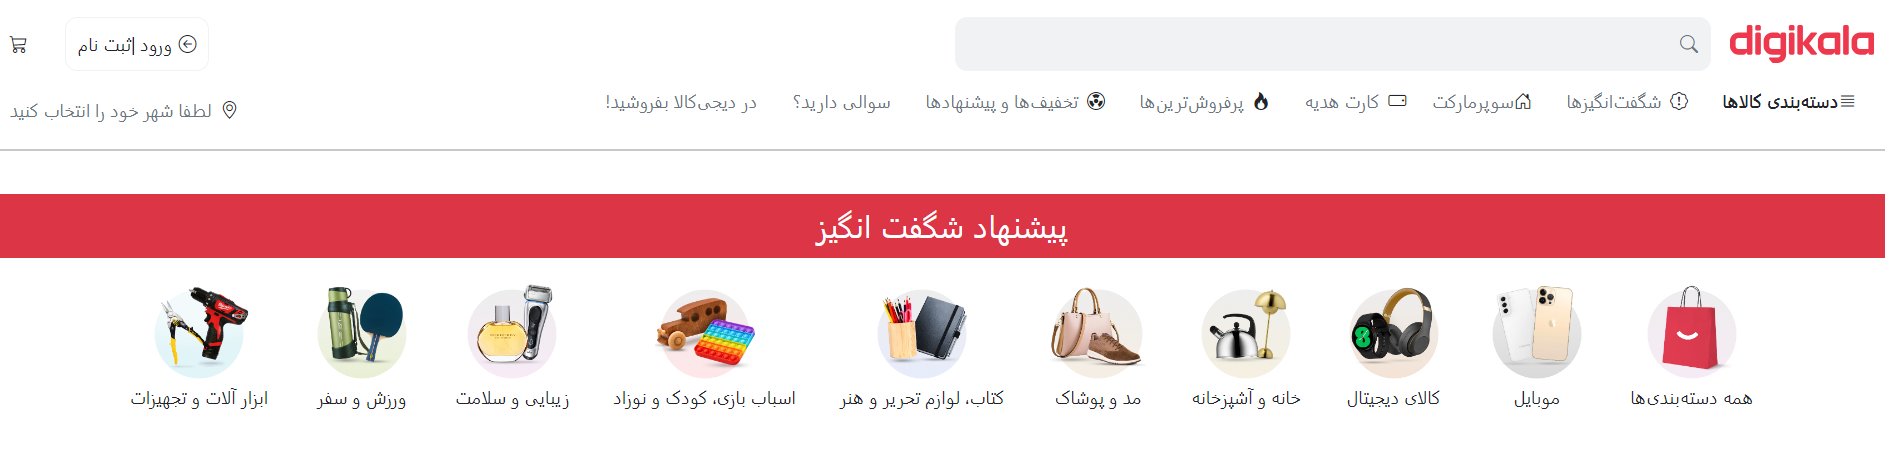 digikala
ورود |ثبت نام
دسته‌بندی کالاها
شگفت‌انگیزها
سوپرمارکت
کارت هدیه
پرفروش‌ترین‌ها
تخفیف‌ها و پیشنهادها
سوالی دارید؟
در دیجی‌کالا بفروشید!
لطفا شهر خود را انتخاب کنید
پیشنهاد شگفت انگیز
همه دسته‌بندی‌ها
موبایل
کالای دیجیتال
خانه و آشپزخانه
مد و پوشاک
کتاب، لوازم تحریر و هنر
اسباب بازی، کودک و نوزاد
زیبایی و سلامت
ورزش و سفر
ابزار آلات و تجهیزات